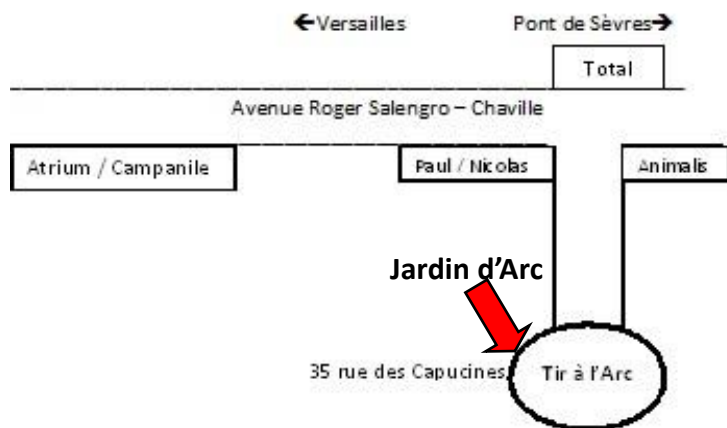 ←Versailles Pont de Sèvres→
Total
Avenue Roger Salengro – Chaville
Atrium / Campanile Paul / Nicolas Animalis
Jardin d'Arc
35 rue des Capucines Tir à l'Arc